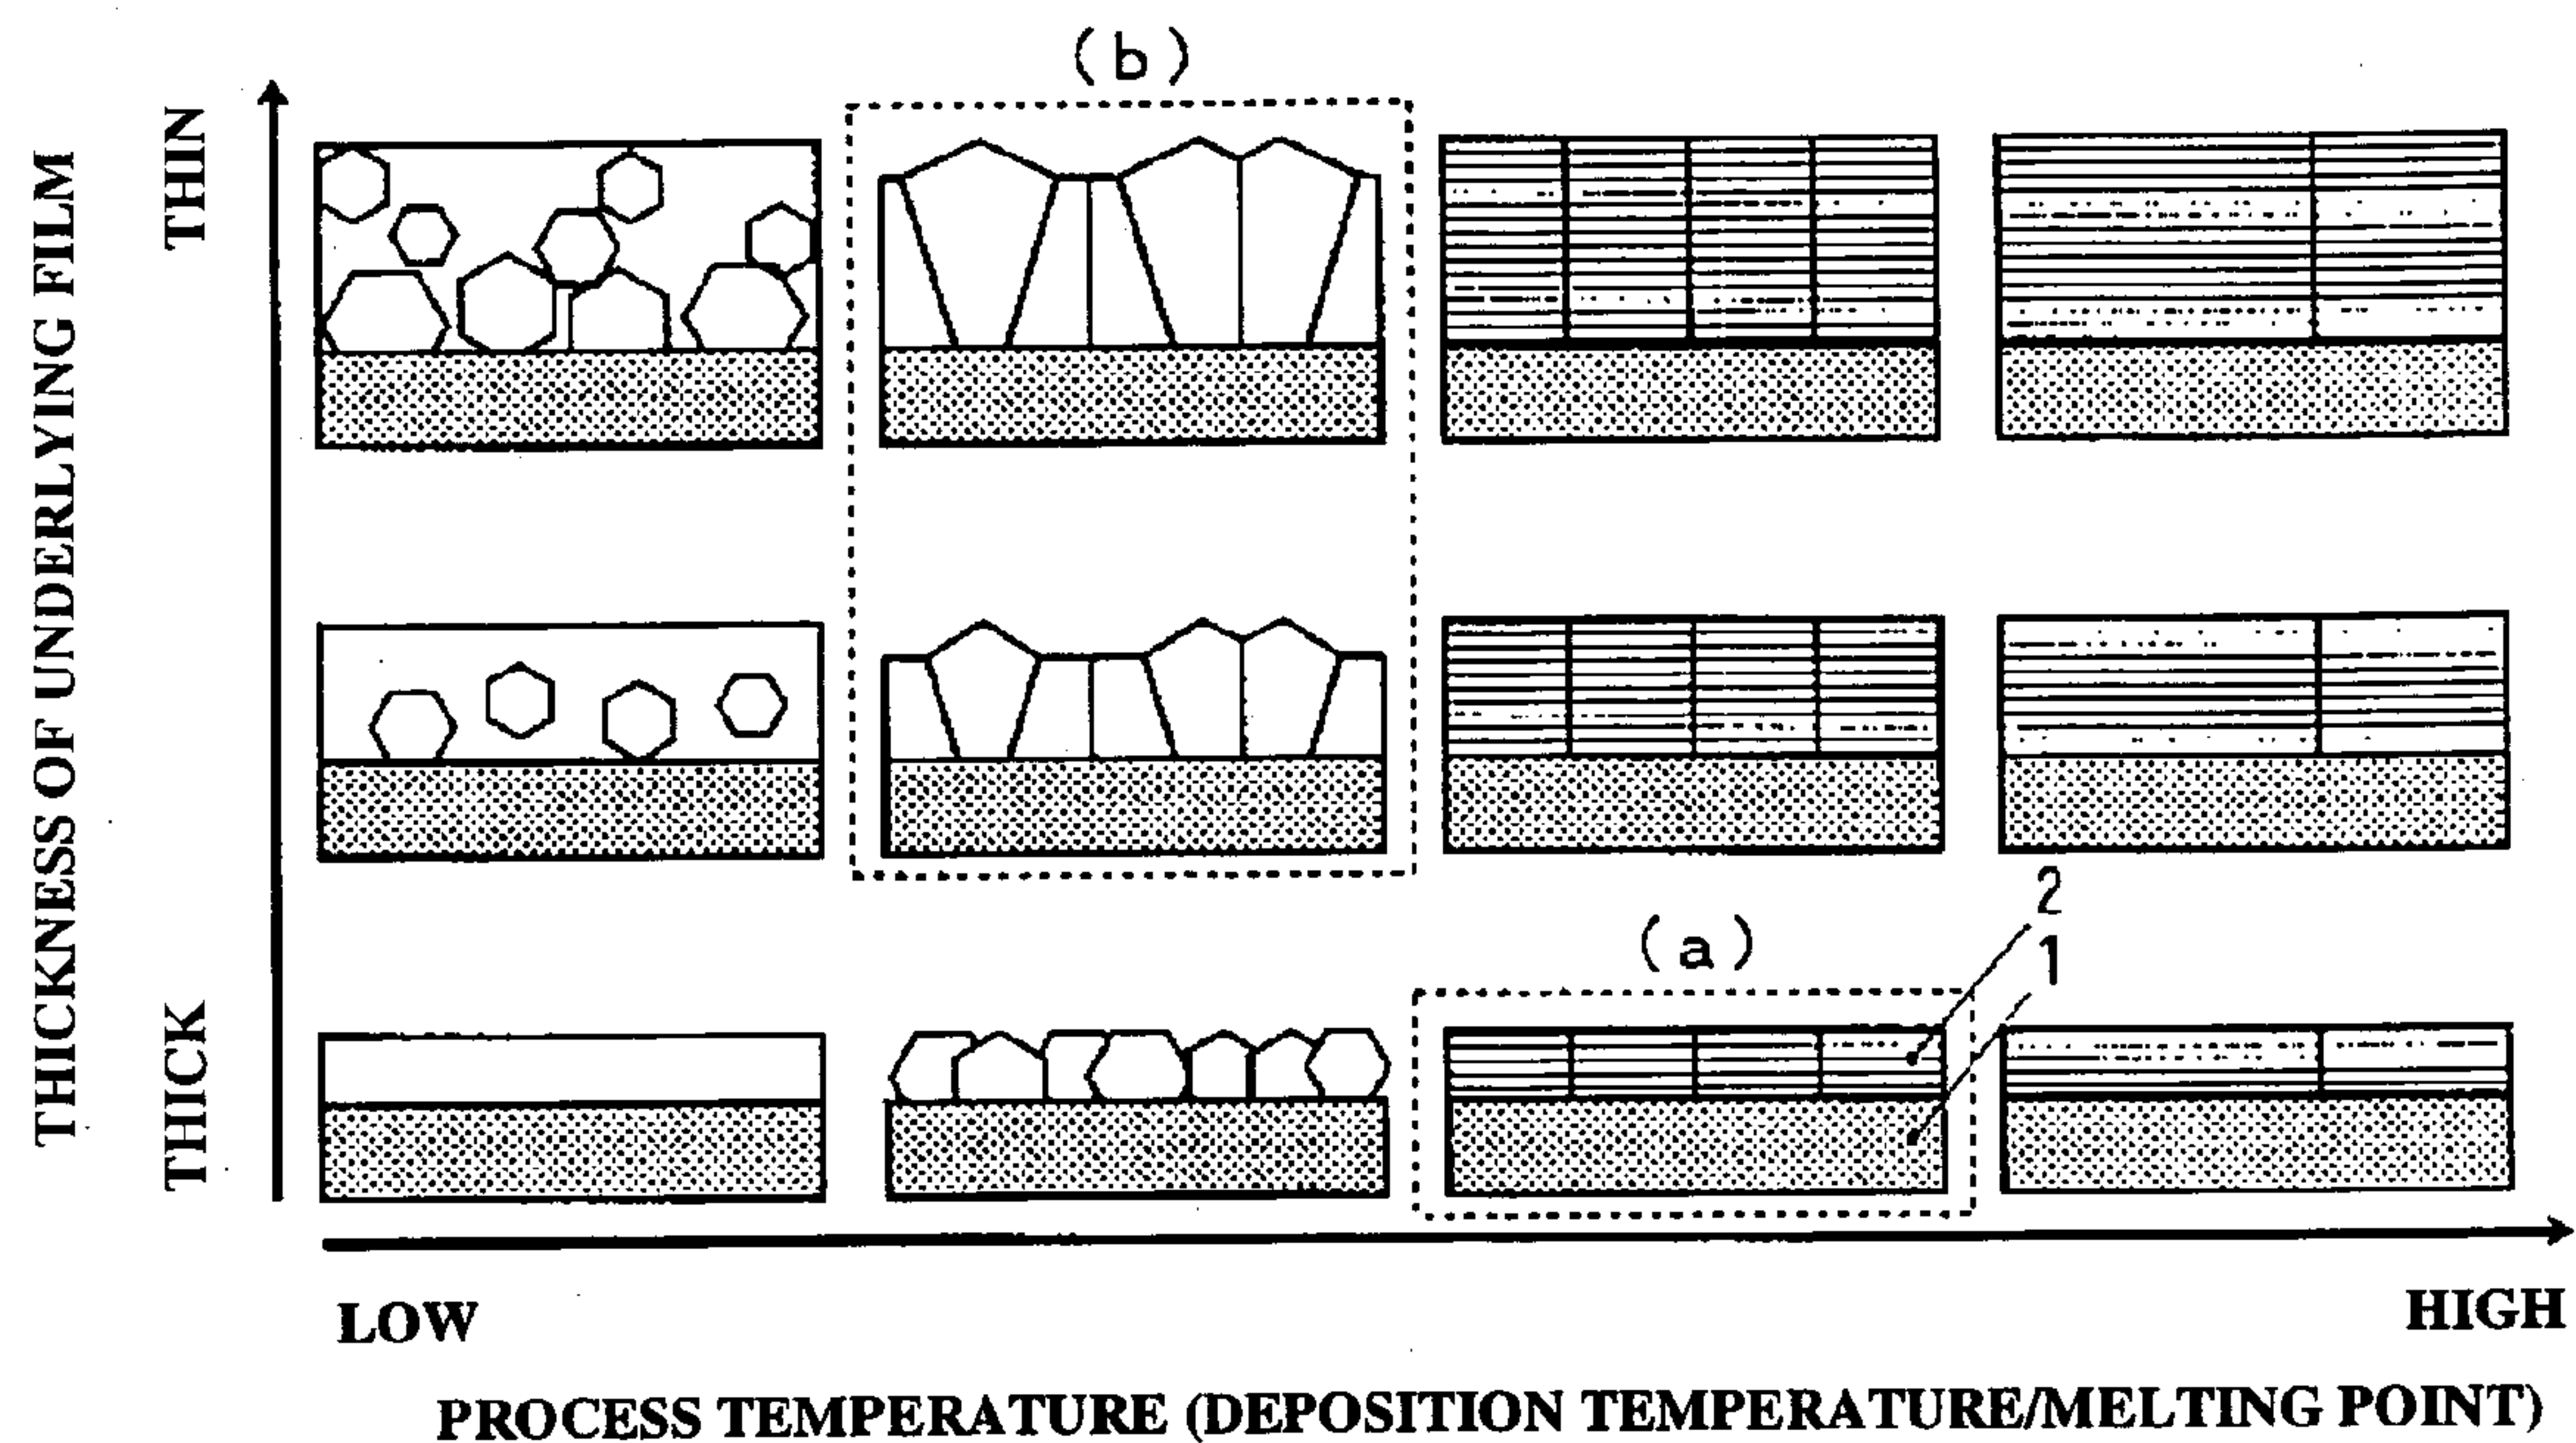 (b)
THICKNESS OF UNDERLYING FILM
THIN
THICK
(a)
2
1
LOW
HIGH
PROCESS TEMPERATURE (DEPOSITION TEMPERATURE/MELTING POINT)